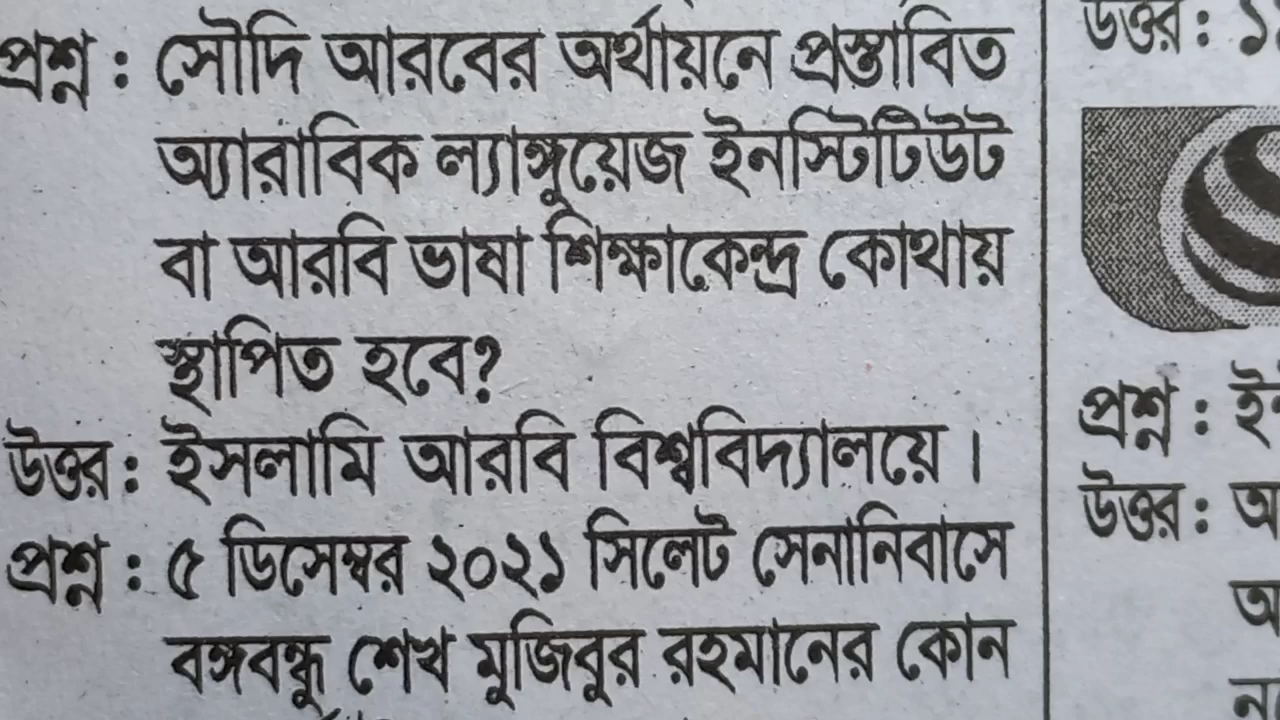 প্রশ্ন : সৌদি আরবের অর্থায়নে প্রস্তাবিত
অ্যারাবিক ল্যাঙ্গুয়েজ ইনস্টিটিউট
বা আরবি ভাষা শিক্ষাকেন্দ্র কোথায়
স্থাপিত হবে?
উত্তর : ইসলামি আরবি বিশ্ববিদ্যালয়ে।
প্রশ্ন : ৫ ডিসেম্বর ২০২১ সিলেট সেনানিবাসে
বঙ্গবন্ধু শেখ মুজিবুর রহমানের কোন
উত্তর :
প্রশ্ন :
উত্তর :